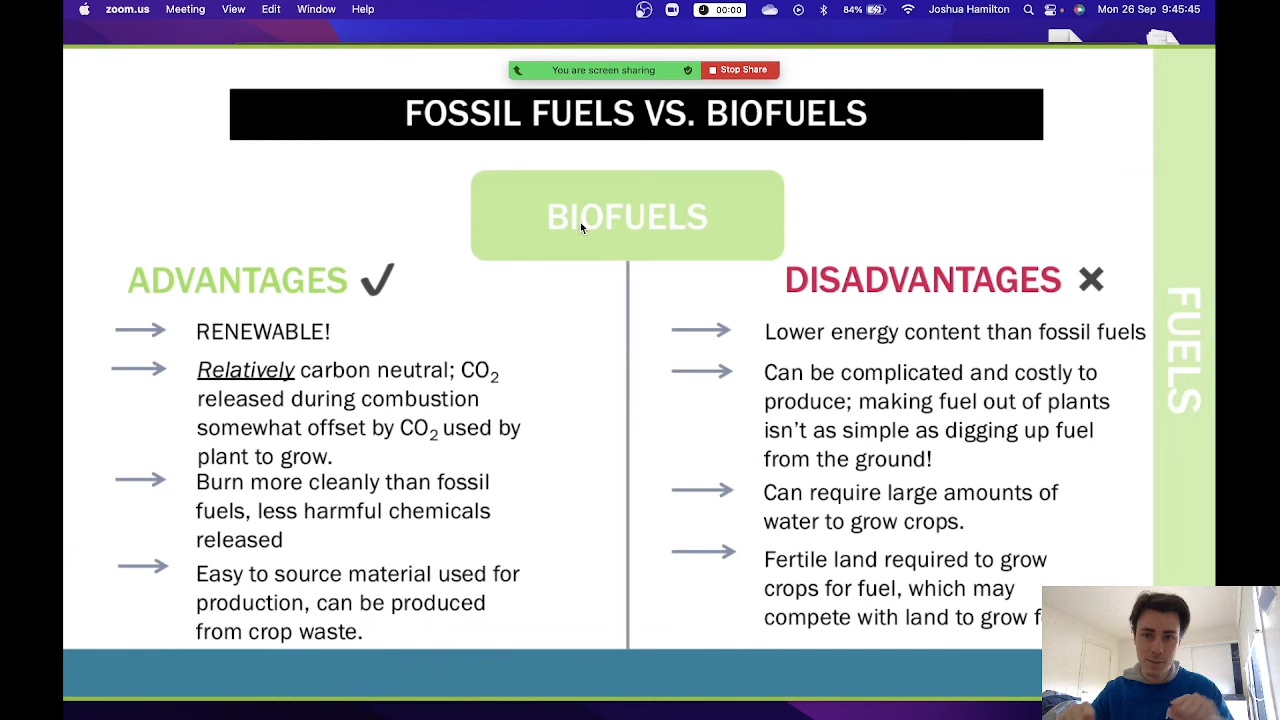 zoom.us Meeting View Edit Window Help 00:00 84% Joshua Hamilton Mon 26 Sep 9:45:45
You are screen sharing Stop Share
FOSSIL FUELS VS. BIOFUELS
BIOFUELS
ADVANTAGES
RENEWABLE!
Relatively carbon neutral; CO2
released during combustion
somewhat offset by CO2 used by
plant to grow.
Burn more cleanly than fossil
fuels, less harmful chemicals
released
Easy to source material used for
production, can be produced
from crop waste.
DISADVANTAGES
Lower energy content than fossil fuels
Can be complicated and costly to
produce; making fuel out of plants
isn’t as simple as digging up fuel
from the ground!
Can require large amounts of
water to grow crops.
Fertile land required to grow
crops for fuel, which may
compete with land to grow
FUELS